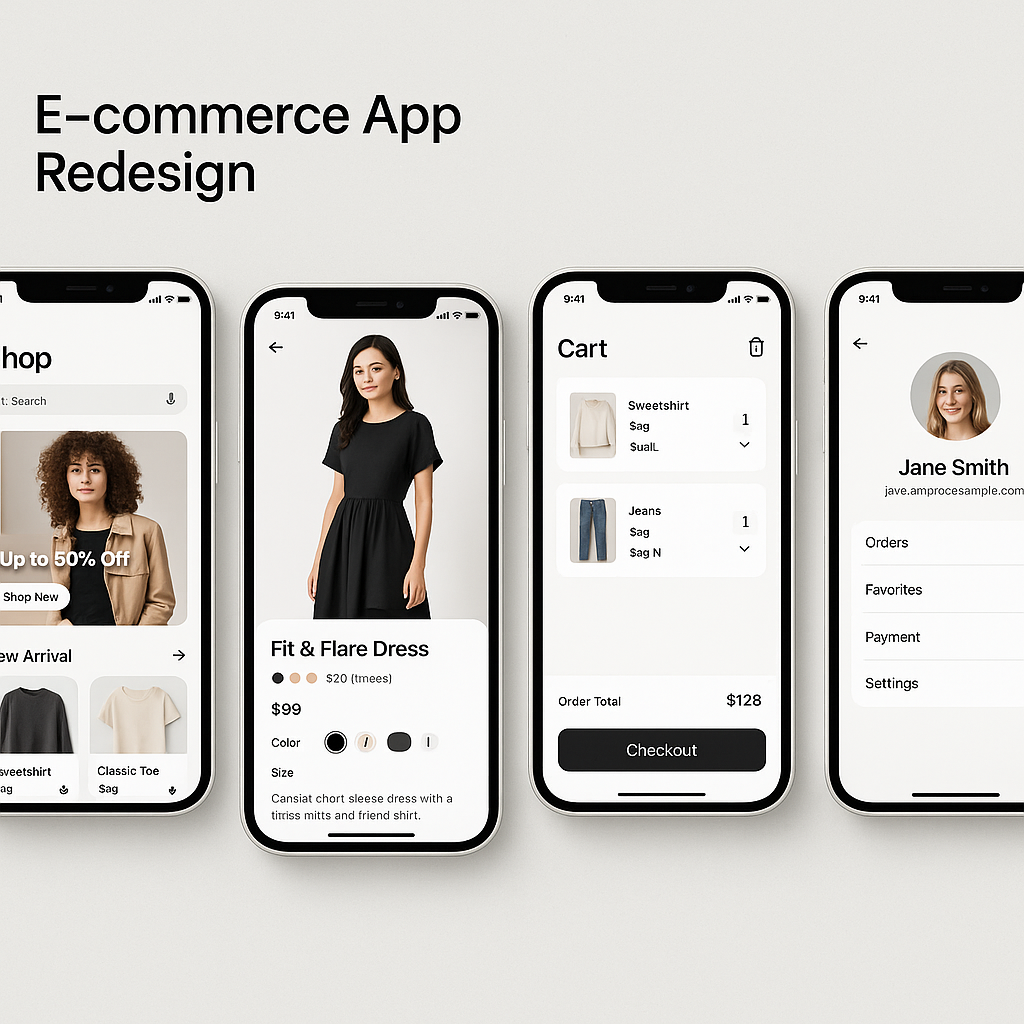 E-commerce App
Redesign
hop
t: Search
Up to 50% Off
Shop New
ew Arrival
sweetshirt
ag
Classic Toe
$ag
9:41
Fit & Flare Dress
$20 (tmees)
$99
Color
Size
Cansiat chort sleese dress with a
titriss mitts and friend shirt.
9:41
Cart
Sweetshirt
$ag
1
$ualL
Jeans
$ag
1
$ag N
Order Total
$128
Checkout
9:41
Jane Smith
jave.amprocesample.com
Orders
Favorites
Payment
Settings